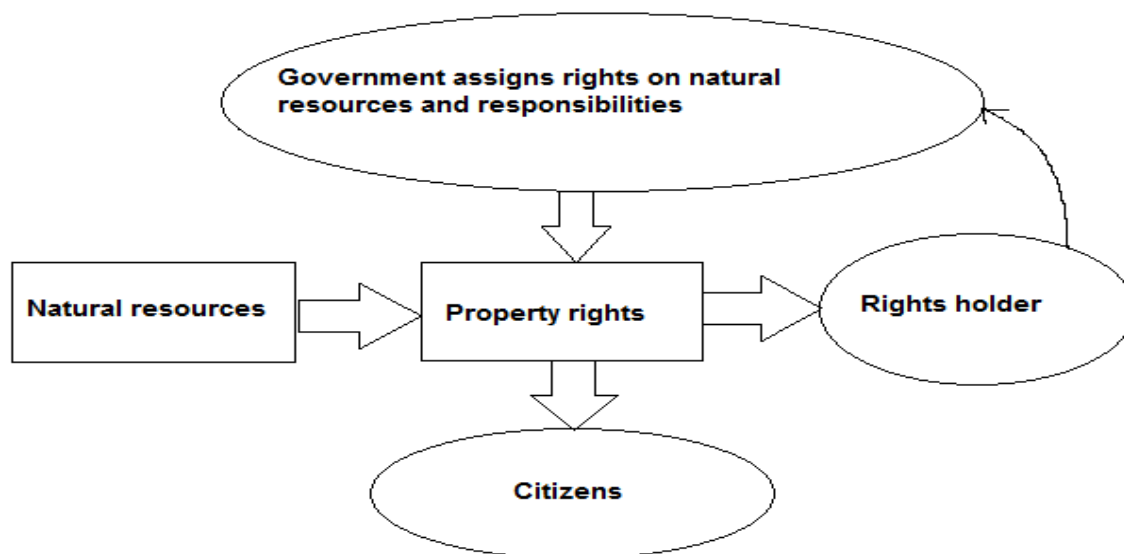 Government assigns rights on natural
resources and responsibilities
Natural resources
Property rights
Rights holder
Citizens